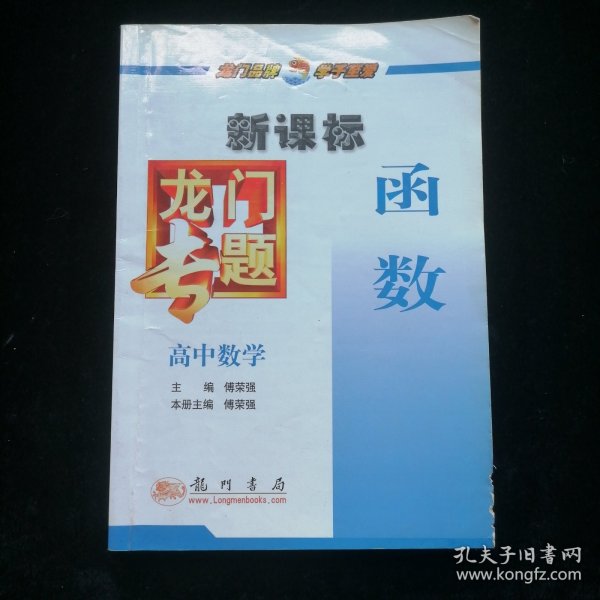 龙门品牌 学子至爱
新课标
龙门
专题
函数
高中数学
主 编 傅荣强
本册主编 傅荣强
龍門書局
www.Longmenbooks.com
孔夫子旧书网
www.kongfz.com